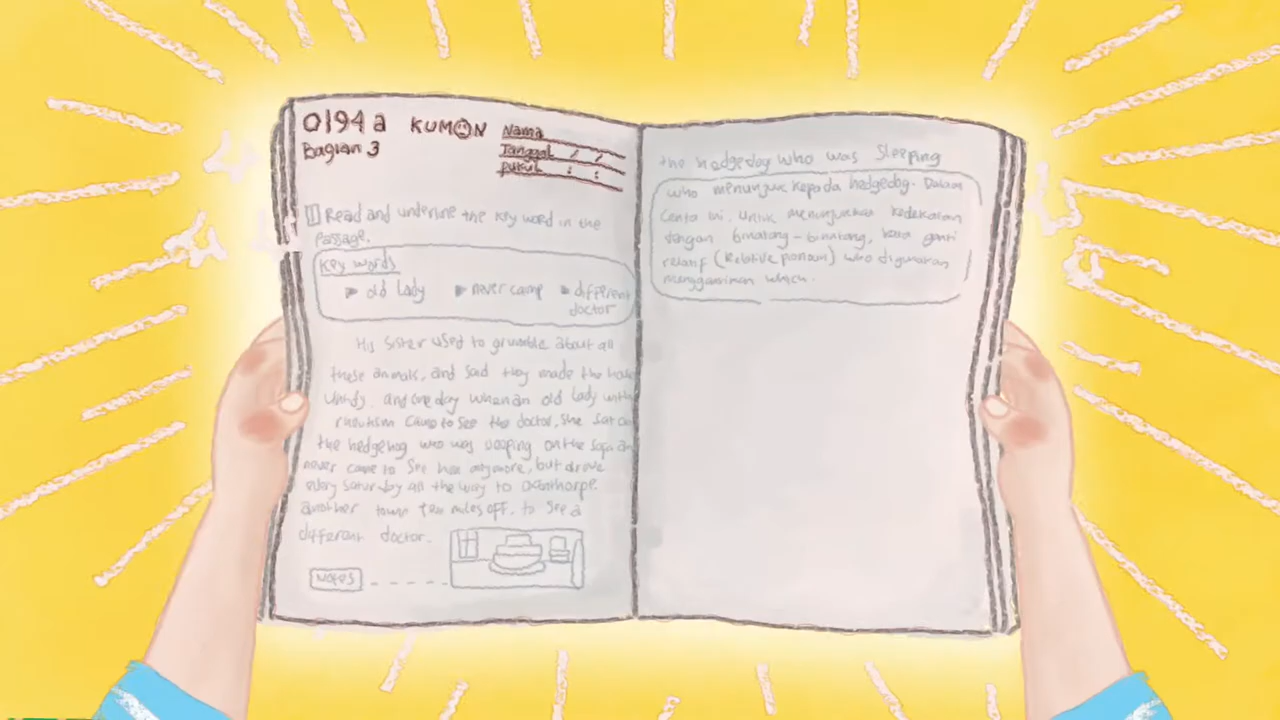 0194 a
Bagian 3
KUMON
Nama
Tanggal / /
Pukul : :
1 Read and underline the key word in the
passage.
Key words
old lady
never came
different
doctor
His sister used to grumble about all
these animals, and said they made the house
untidy. and one day when an old lady with
came to see the doctor, she sat on
the hedgehog who was sleeping on the sofa and
never came to see him anymore, but drove
every saturday all the way to oxenthorpe.
another town ten miles off, to see a
different doctor.
NOTES
the hedgedog who was sleeping
who menunjuk kepada hedgedog. Dalam
cerita ini, untuk menunjukkan kedekatan
dengan binatang-binatang, kata ganti
relatif (Relative pronoun) who digunakan
menggantikan which.